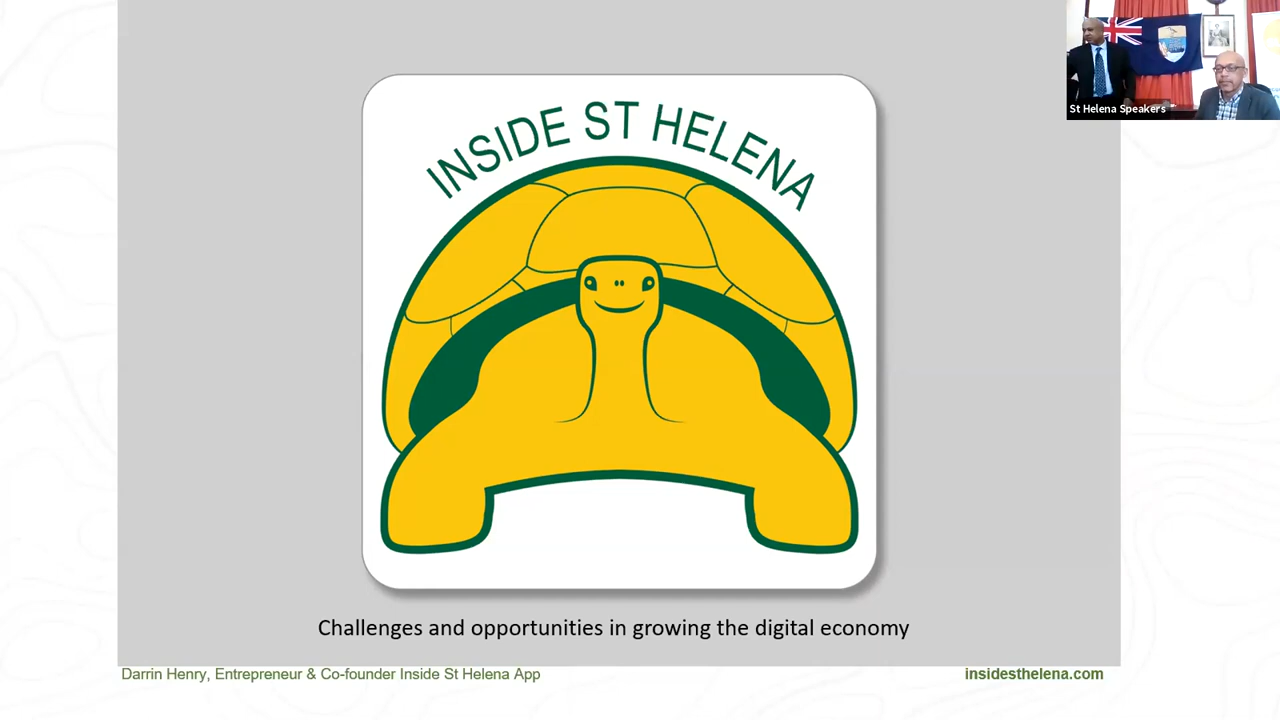 St Helena Speakers
INSIDE ST HELENA
Challenges and opportunities in growing the digital economy
Darrin Henry, Entrepreneur & Co-founder Inside St Helena App
insidesthelena.com